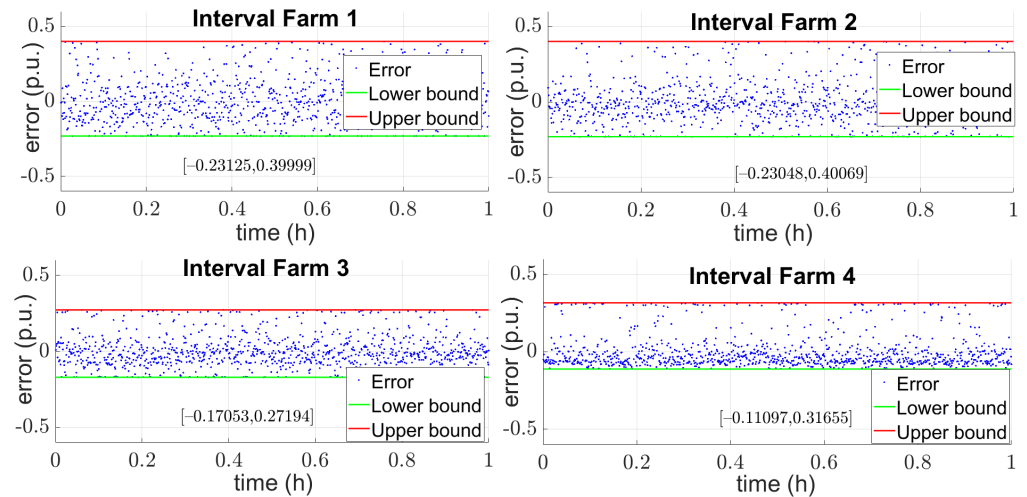 Interval Farm 1
error (p.u.)
0.5
0
-0.5
Error
Lower bound
Upper bound
[–0.23125,0.39999]
0 0.2 0.4 0.6 0.8 1
time (h)
Interval Farm 2
error (p.u.)
0.5
0
-0.5
Error
Lower bound
Upper bound
[–0.23048,0.40069]
0 0.2 0.4 0.6 0.8 1
time (h)
Interval Farm 3
error (p.u.)
0.5
0
-0.5
Error
Lower bound
Upper bound
[–0.17053,0.27194]
0 0.2 0.4 0.6 0.8 1
time (h)
Interval Farm 4
error (p.u.)
0.5
0
-0.5
Error
Lower bound
Upper bound
[–0.11097,0.31655]
0 0.2 0.4 0.6 0.8 1
time (h)